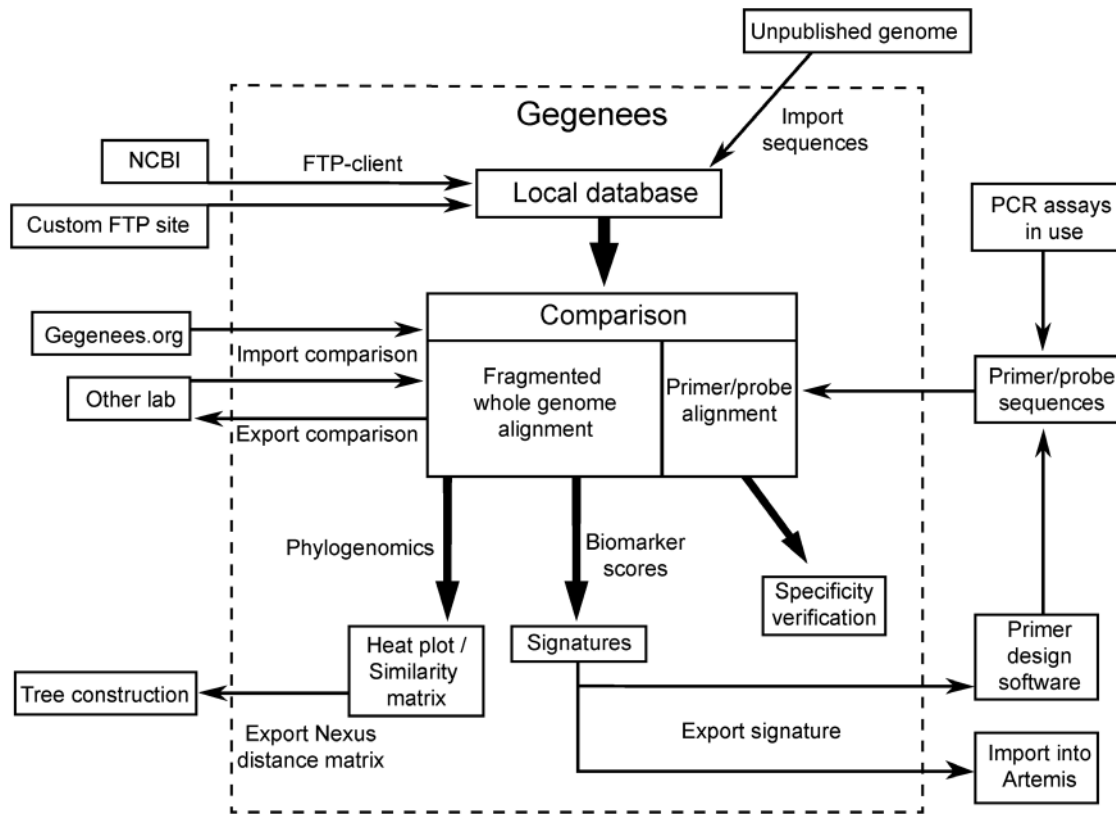 Unpublished genome
Gegenees
Import
sequences
NCBI
FTP-client
Local database
Custom FTP site
PCR assays
in use
Comparison
Gegenees.org
Import comparison
Fragmented
whole genome
alignment
Primer/probe
alignment
Primer/probe
sequences
Other lab
Export comparison
Phylogenomics
Biomarker
scores
Specificity
verification
Heat plot /
Similarity
matrix
Signatures
Primer
design
software
Tree construction
Export Nexus
distance matrix
Export signature
Import into
Artemis